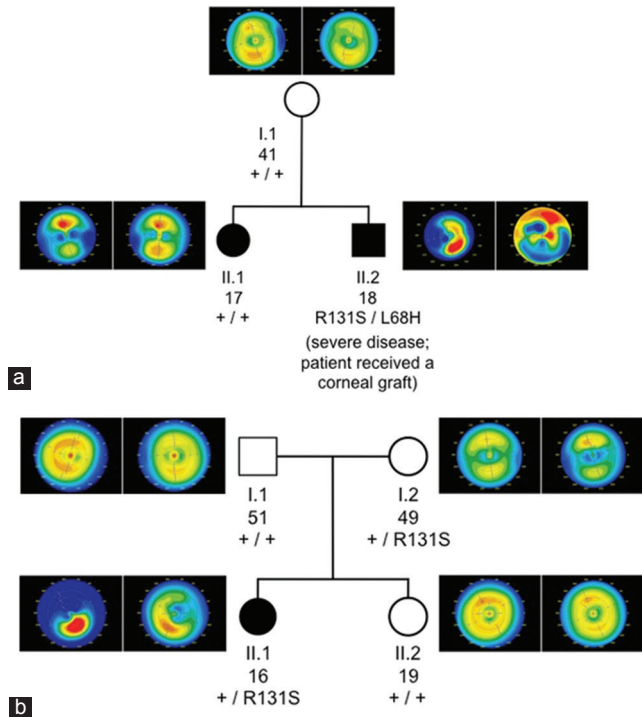 I.1
41
+ / +
II.1
17
+ / +
II.2
18
R131S / L68H
(severe disease;
patient received a
corneal graft)
a
I.1
51
+ / +
I.2
49
+ / R131S
II.1
16
+ / R131S
II.2
19
+ / +
b